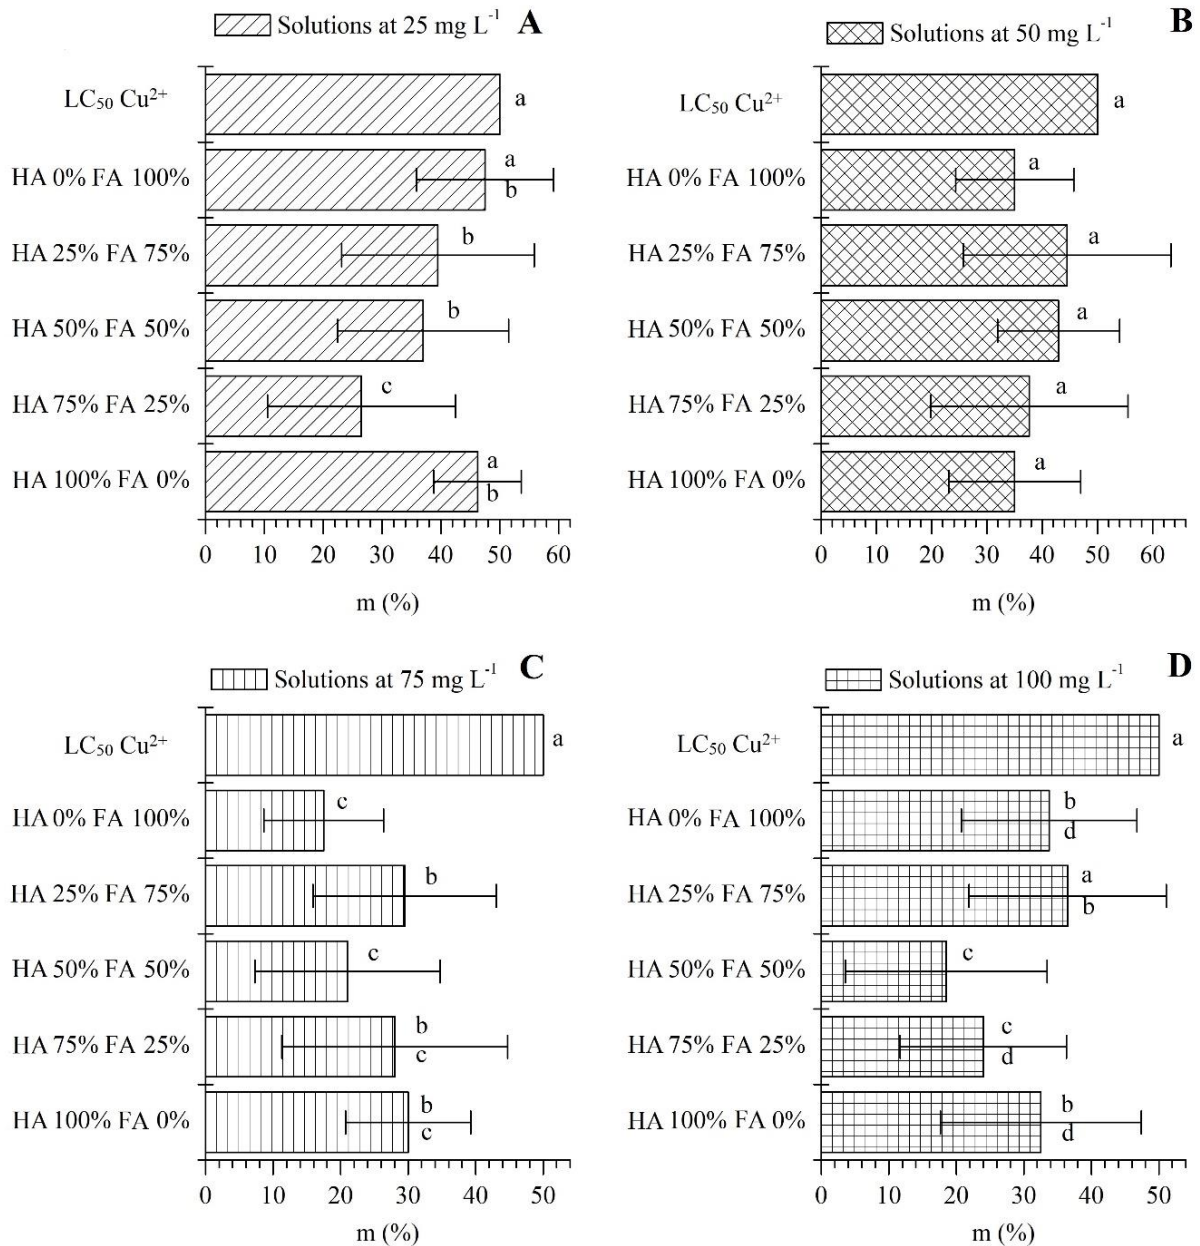 Solutions at 25 mg L⁻¹ A
LC₅₀ Cu²⁺ a
HA 0% FA 100% a
b
HA 25% FA 75% b
HA 50% FA 50% b
HA 75% FA 25% c
HA 100% FA 0% a
b
0 10 20 30 40 50 60
m (%)
Solutions at 50 mg L⁻¹ B
LC₅₀ Cu²⁺ a
HA 0% FA 100% a
HA 25% FA 75% a
HA 50% FA 50% a
HA 75% FA 25% a
HA 100% FA 0% a
0 10 20 30 40 50 60
m (%)
Solutions at 75 mg L⁻¹ C
LC₅₀ Cu²⁺ a
HA 0% FA 100% c
HA 25% FA 75% b
HA 50% FA 50% c
HA 75% FA 25% b
c
HA 100% FA 0% b
c
0 10 20 30 40 50
m (%)
Solutions at 100 mg L⁻¹ D
LC₅₀ Cu²⁺ a
HA 0% FA 100% b
d
HA 25% FA 75% a
b
HA 50% FA 50% c
HA 75% FA 25% c
d
HA 100% FA 0% b
d
0 10 20 30 40 50
m (%)